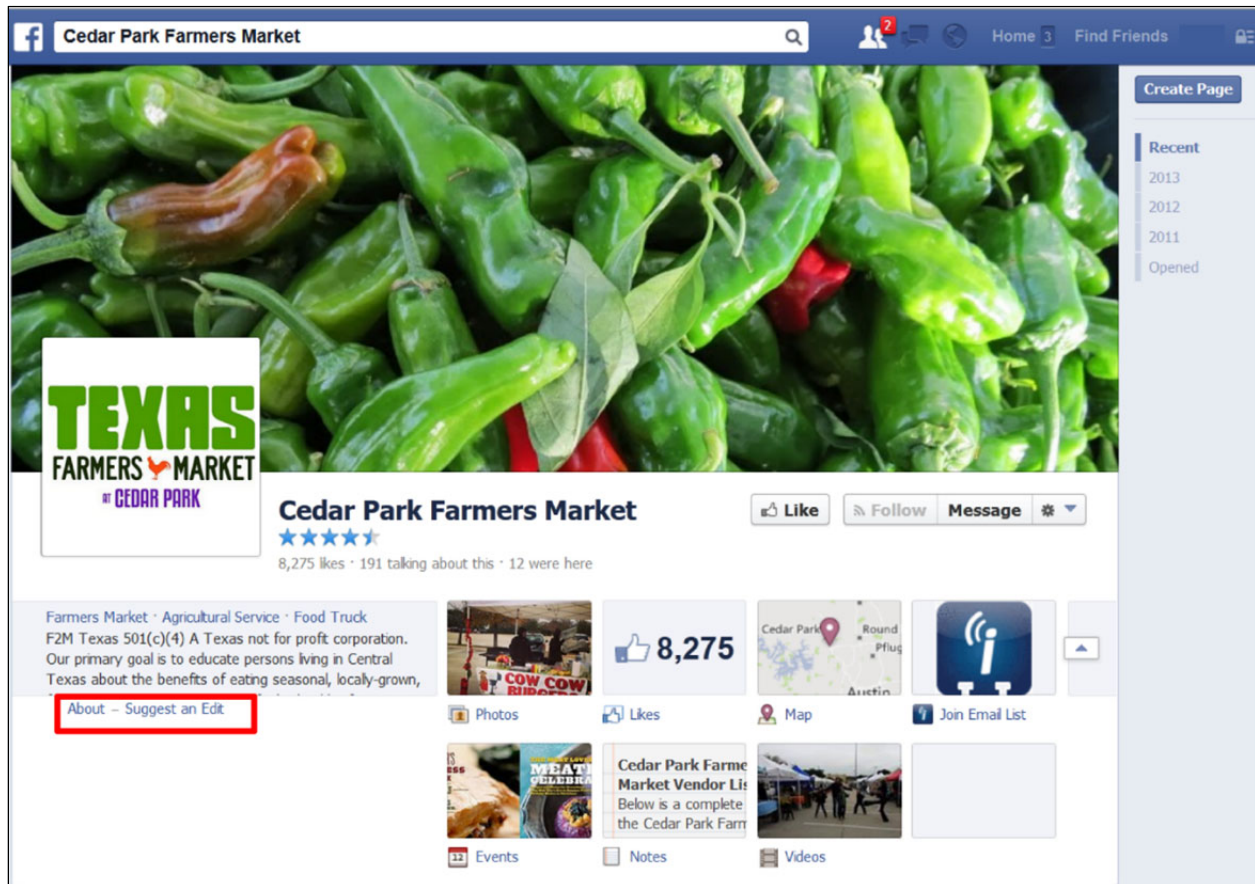 Cedar Park Farmers Market
2
Home 3 Find Friends
Create Page
Recent
2013
2012
2011
Opened
TEXAS
FARMERS MARKET
AT CEDAR PARK
Cedar Park Farmers Market
Like
Follow Message
8,275 likes · 191 talking about this · 12 were here
Farmers Market · Agricultural Service · Food Truck
F2M Texas 501(c)(4) A Texas not for profit corporation.
Our primary goal is to educate persons living in Central
Texas about the benefits of eating seasonal, locally-grown,
About – Suggest an Edit
COW COW
BURGERS
Photos
8,275
Likes
Cedar Park
Round
Pflug
Austin
Map
Join Email List
MEAT
CELEBRA
12 Events
Cedar Park Farme
Market Vendor Lis
Below is a complete
the Cedar Park Farm
Notes
Videos